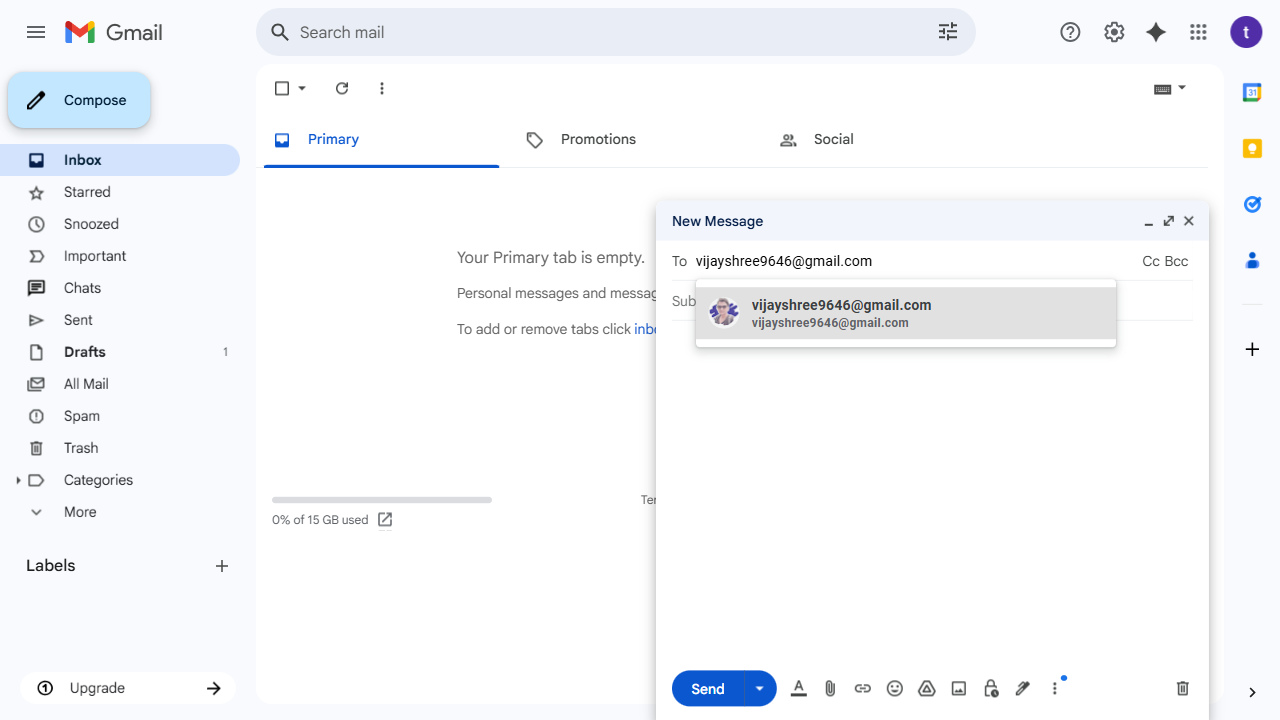 Gmail
Search mail
t
Compose
Inbox
Starred
Snoozed
Important
Chats
Sent
Drafts 1
All Mail
Spam
Trash
Categories
More
Labels
Upgrade
Primary
Promotions
Social
Your Primary tab is empty.
Personal messages and messag
To add or remove tabs click inbo
0% of 15 GB used
Ter
New Message
To vijayshree9646@gmail.com Cc Bcc
Sub
vijayshree9646@gmail.com
vijayshree9646@gmail.com
Send
31